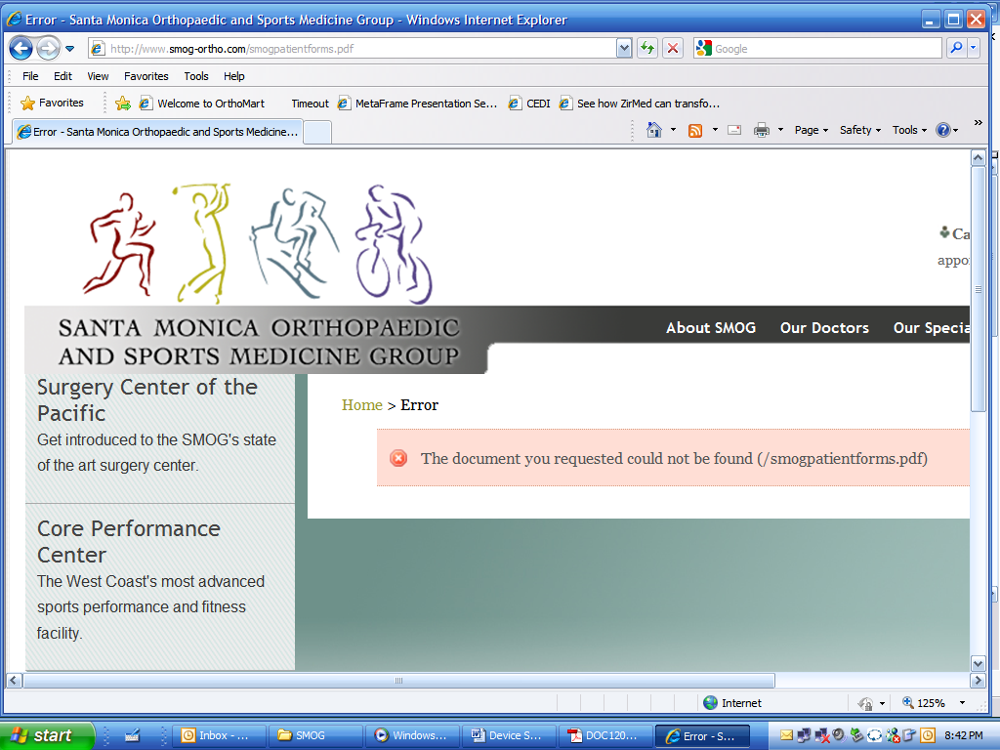 Error - Santa Monica Orthopaedic and Sports Medicine Group - Windows Internet Explorer
http://www.smog-ortho.com/smogpatientforms.pdf
Google
File Edit View Favorites Tools Help
Favorites Welcome to OrthoMart Timeout MetaFrame Presentation Se... CEDI See how ZirMed can transfo...
Error - Santa Monica Orthopaedic and Sports Medicine... Page Safety Tools »
Ca
appo
SANTA MONICA ORTHOPAEDIC
AND SPORTS MEDICINE GROUP
About SMOG Our Doctors Our Specia
Surgery Center of the
Pacific
Get introduced to the SMOG's state
of the art surgery center.
Home > Error
The document you requested could not be found (/smogpatientforms.pdf)
Core Performance
Center
The West Coast's most advanced
sports performance and fitness
facility.
Internet 125%
start Inbox - ... SMOG Windows... Device S... DOC120... Error - S... 8:42 PM